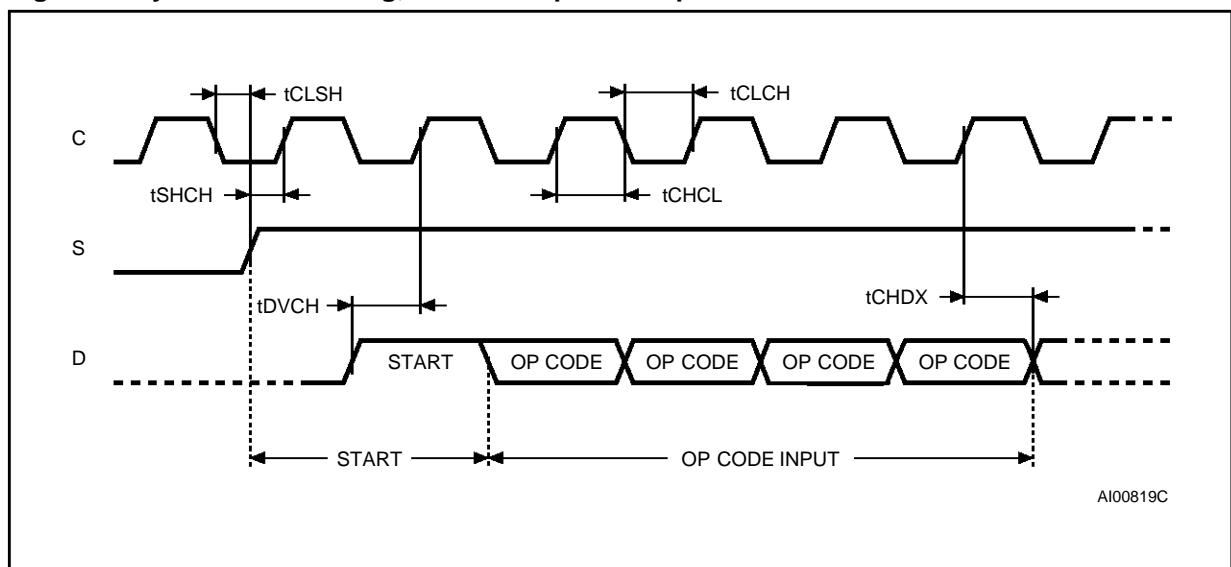 tCLSH
tCLCH
C
tSHCH
tCHCL
S
tDVCH
tCHDX
D
START
OP CODE
OP CODE
OP CODE
OP CODE
START
OP CODE INPUT
AI00819C